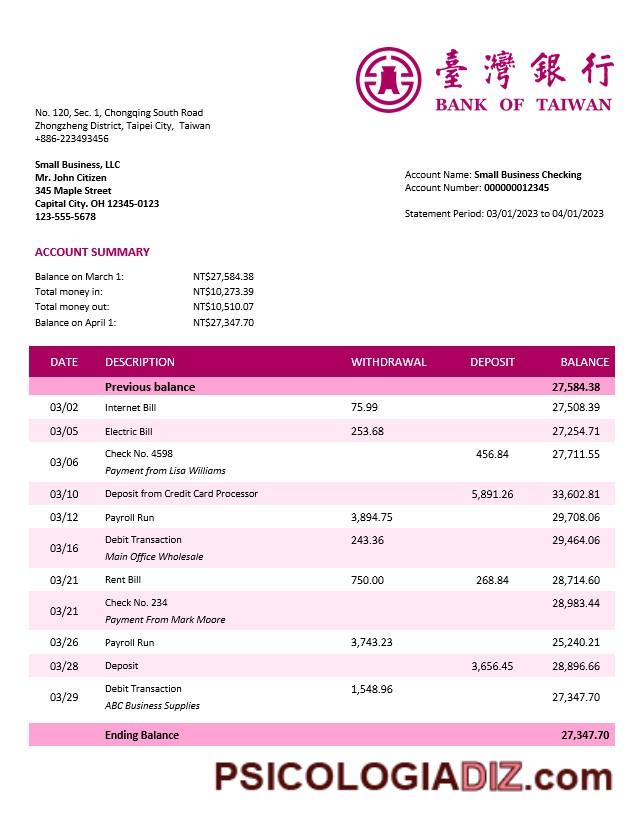 臺灣銀行
BANK OF TAIWAN
No. 120, Sec. 1, Chongqing South Road
Zhongzheng District, Taipei City, Taiwan
+886-223493456
Small Business, LLC
Mr. John Citizen
345 Maple Street
Capital City. OH 12345-0123
123-555-5678
Account Name: Small Business Checking
Account Number: 000000012345
Statement Period: 03/01/2023 to 04/01/2023
ACCOUNT SUMMARY
Balance on March 1: NT$27,584.38
Total money in: NT$10,273.39
Total money out: NT$10,510.07
Balance on April 1: NT$27,347.70
DATE DESCRIPTION WITHDRAWAL DEPOSIT BALANCE
Previous balance 27,584.38
03/02 Internet Bill 75.99 27,508.39
03/05 Electric Bill 253.68 27,254.71
03/06 Check No. 4598 456.84 27,711.55
Payment from Lisa Williams
03/10 Deposit from Credit Card Processor 5,891.26 33,602.81
03/12 Payroll Run 3,894.75 29,708.06
03/16 Debit Transaction 243.36 29,464.06
Main Office Wholesale
03/21 Rent Bill 750.00 268.84 28,714.60
03/21 Check No. 234 28,983.44
Payment From Mark Moore
03/26 Payroll Run 3,743.23 25,240.21
03/28 Deposit 3,656.45 28,896.66
03/29 Debit Transaction 1,548.96 27,347.70
ABC Business Supplies
Ending Balance 27,347.70
PSICOLOGIADIZ.com